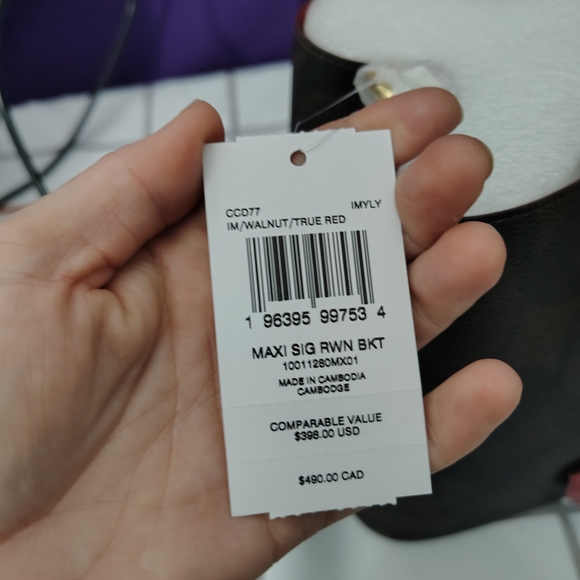 CCD77 IMYLY
IM/WALNUT/TRUE RED
1 96395 99753 4
MAXI SIG RWN BKT
10011260MX01
MADE IN CAMBODIA
CAMBODGE
COMPARABLE VALUE
$398.00 USD
$490.00 CAD